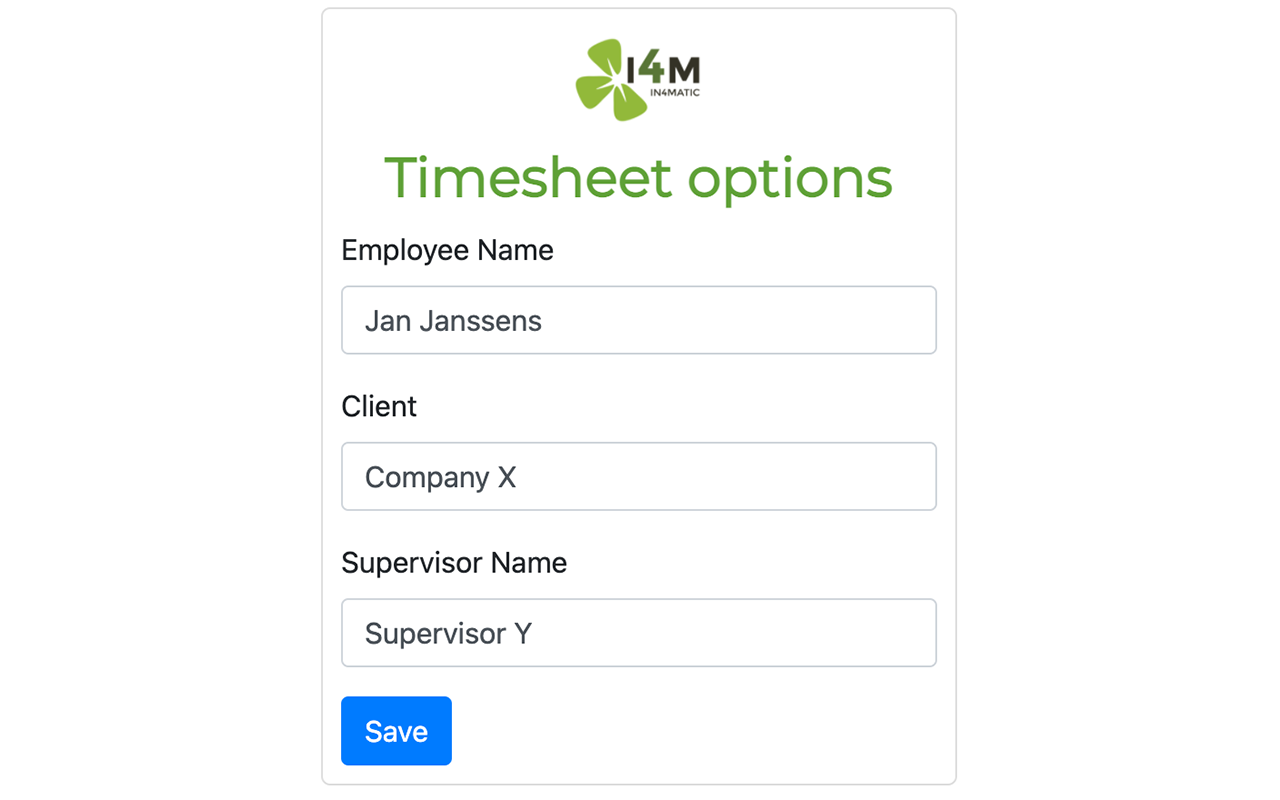 I4M
IN4MATIC
Timesheet options
Employee Name
Jan Janssens
Client
Company X
Supervisor Name
Supervisor Y
Save